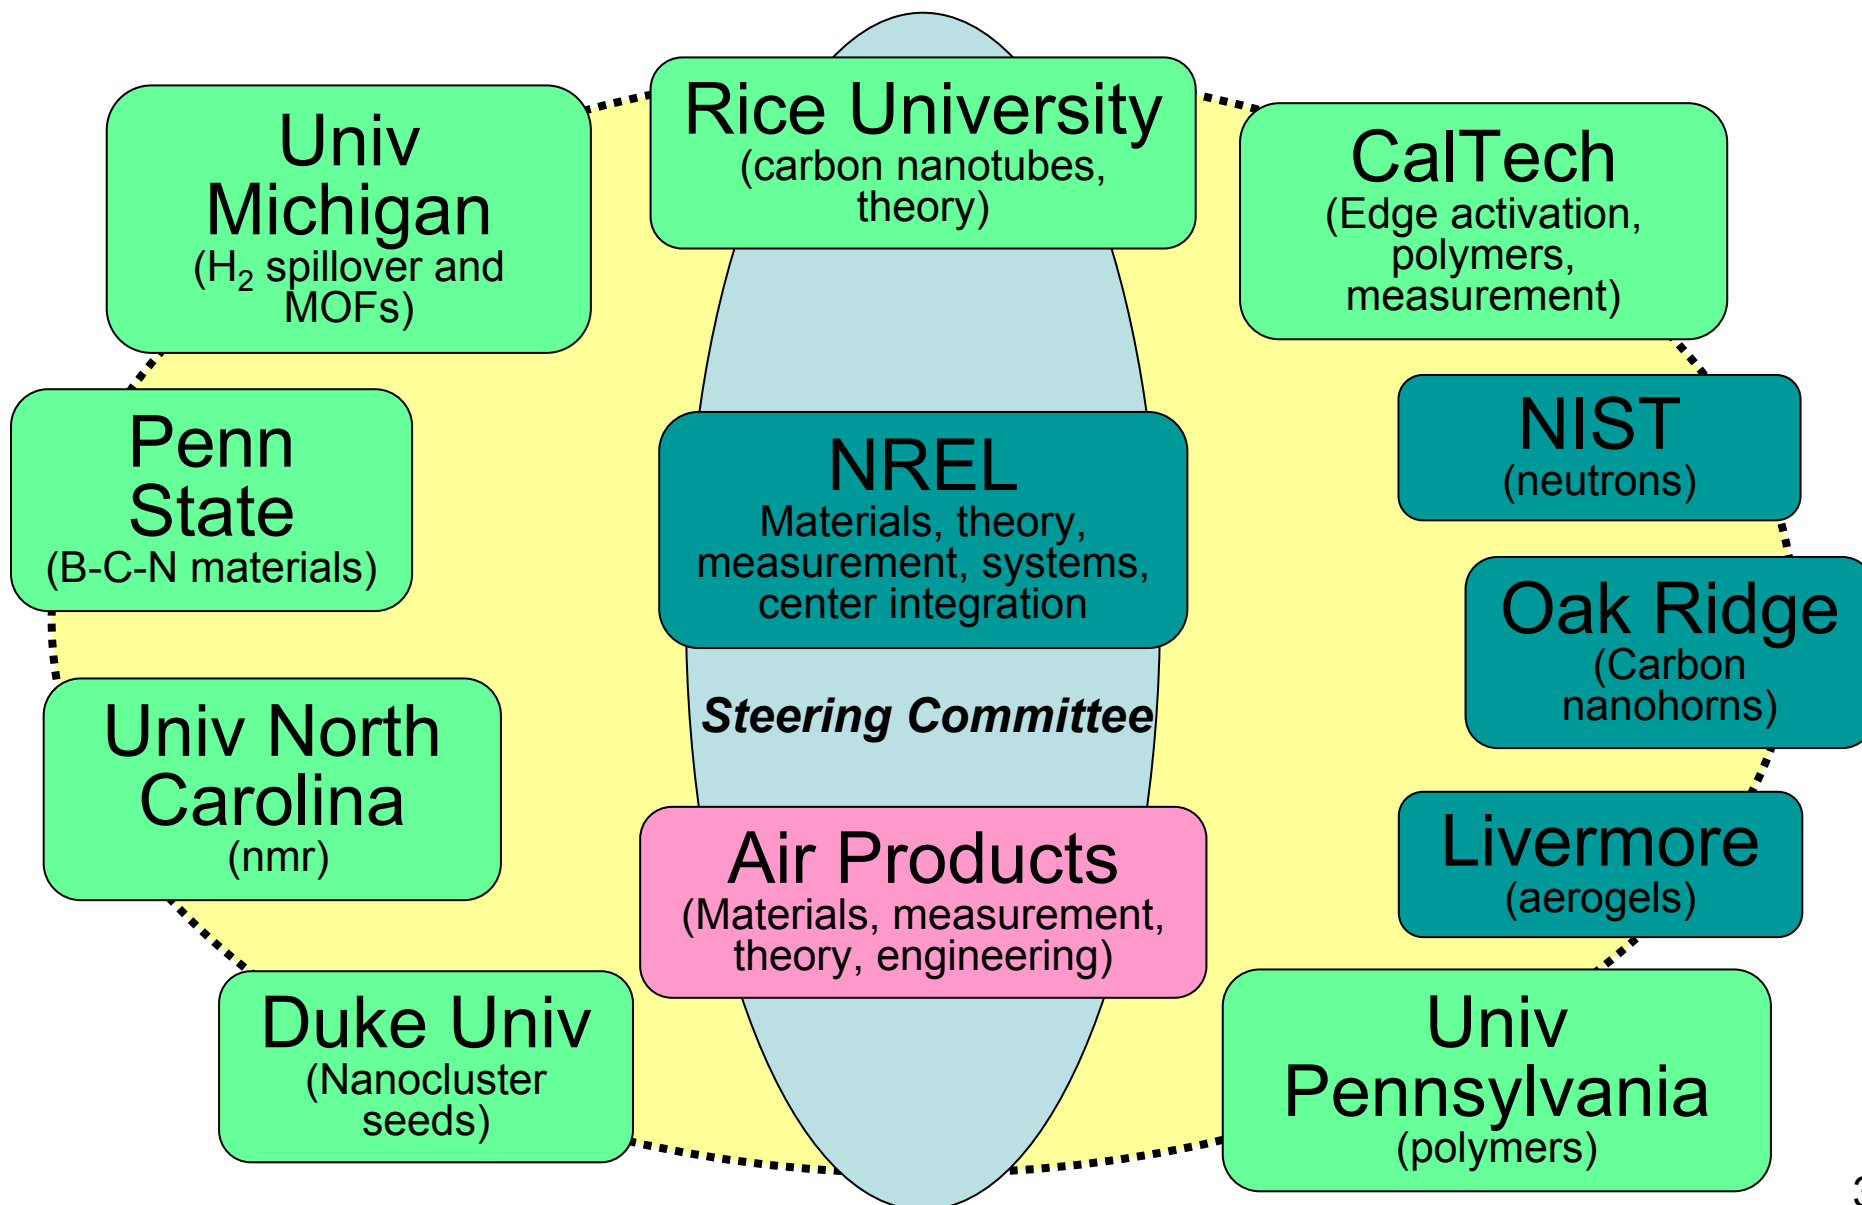 Rice University
(carbon nanotubes,
theory)
Univ
Michigan
(H₂ spillover and
MOFs)
CalTech
(Edge activation,
polymers,
measurement)
Penn
State
(B-C-N materials)
NREL
Materials, theory,
measurement, systems,
center integration
NIST
(neutrons)
Oak Ridge
(Carbon
nanohorns)
Steering Committee
Univ North
Carolina
(nmr)
Air Products
(Materials, measurement,
theory, engineering)
Livermore
(aerogels)
Duke Univ
(Nanocluster
seeds)
Univ
Pennsylvania
(polymers)